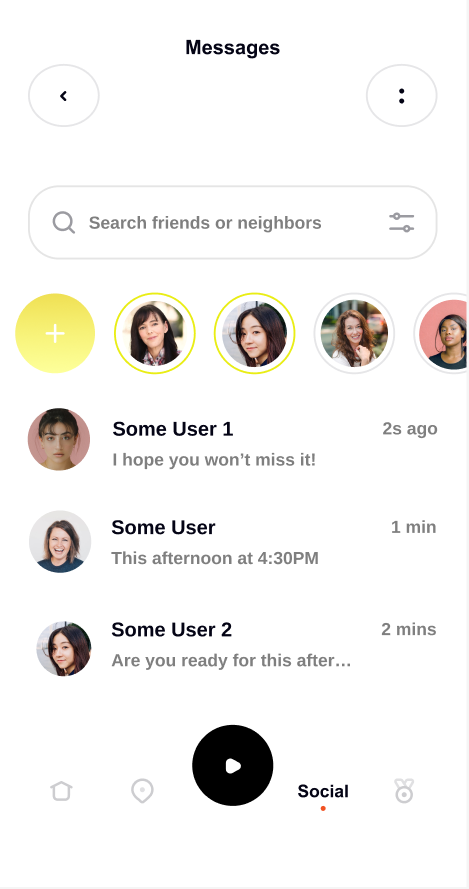 Messages
Search friends or neighbors
Some User 1
2s ago
I hope you won’t miss it!
Some User
1 min
This afternoon at 4:30PM
Some User 2
2 mins
Are you ready for this after…
Social